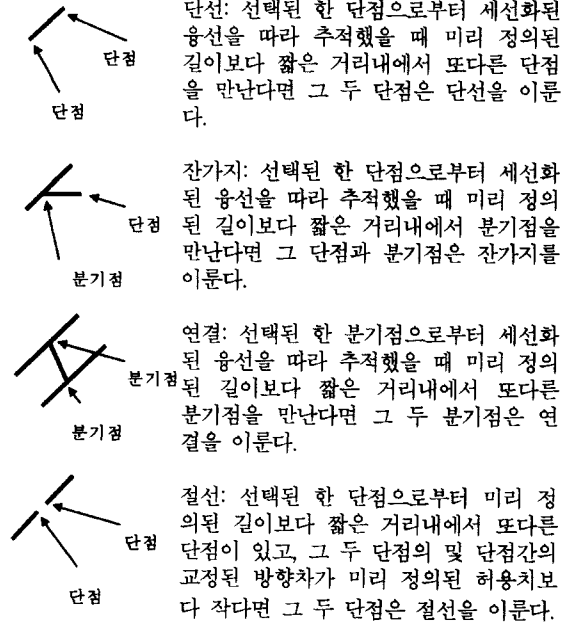 단선: 선택된 한 단점으로부터 세선화된
융선을 따라 추적했을 때 미리 정의된
길이보다 짧은 거리내에서 또다른 단점
을 만난다면 그 두 단점은 단선을 이룬
다.
단점
단점
잔가지: 선택된 한 단점으로부터 세선화
된 융선을 따라 추적했을 때 미리 정의
된 길이보다 짧은 거리내에서 분기점을
만난다면 그 단점과 분기점은 잔가지를
이룬다.
단점
분기점
연결: 선택된 한 분기점으로부터 세선화
된 융선을 따라 추적했을 때 미리 정의
된 길이보다 짧은 거리내에서 또다른
분기점을 만난다면 그 두 분기점은 연
결을 이룬다.
분기점
분기점
절선: 선택된 한 단점으로부터 미리 정
의된 길이보다 짧은 거리내에서 또다른
단점이 있고, 그 두 단점의 및 단점간의
교정된 방향차가 미리 정의된 허용치보
다 작다면 그 두 단점은 절선을 이룬다.
단점
단점